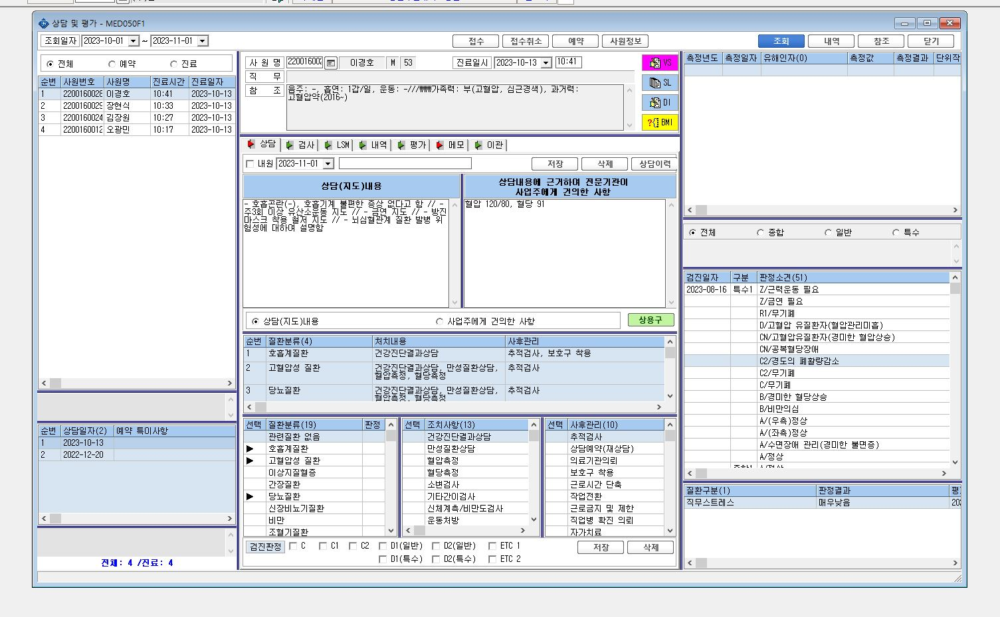 상담 및 평가 - MED050F1
조회일자 2023-10-01 ~ 2023-11-01 접수 접수취소 예약 사원정보 조회 내역 참조 닫기
전체 예약 진료
순번 사원번호 사원명 진료시간 진료일자
1 2200160026 이경호 10:41 2023-10-13
2 2200160029 장현식 10:33 2023-10-13
3 2200160024 김장원 10:27 2023-10-13
4 2200160012 오광민 10:17 2023-10-13
순번 상담일자(2) 예약 특이사항
1 2023-10-13
2 2022-12-20
전체: 4 /진료: 4
사 원 명 220016002 이경호 M 53 진료일시 2023-10-13 10:41
직 무
참 조 음주: -, 흡연: 1갑/일, 운동: -///₩₩₩가족력: 부(고혈압, 심근경색), 과거력:
고혈압약(2016~)
VS
SL
DI
BMI
상담 검사 LSM 내역 평가 메모 이관
내원 2023-11-01 저장 삭제 상담이력
상담(지도)내용
상담내용에 근거하여 전문기관이
사업주에게 건의한 사항
- 호흡곤란(-), 호흡기계 불편한 증상 없다고 함 // -
주3회 이상 유산소운동 지도 // - 금연 지도 // - 방진
마스크 착용 철저 지도 // - 뇌심혈관계 질환 발병 위
험성에 대하여 설명함
혈압 120/80, 혈당 91
상담(지도)내용 사업주에게 건의한 사항 상용구
순번 질환분류(4) 처치내용 사후관리
1 호흡계질환 건강진단결과상담 추적검사, 보호구 착용
2 고혈압성 질환 건강진단결과상담, 만성질환상담, 추적검사
혈압측정, 혈당측정
3 당뇨질환 건강진단결과상담, 만성질환상담, 추적검사
혈압측정, 혈당측정
선택 질환분류(19) 판정
관련질환 없음
호흡계질환
고혈압성 질환
이상지질혈증
간장질환
당뇨질환
신장비뇨기질환
비만
조혈기질환
선택 조치사항(13)
건강진단결과상담
만성질환상담
혈압측정
혈당측정
소변검사
기타간이검사
신체계측/비만도검사
운동처방
선택 사후관리(10)
추적검사
상담예약(재상담)
의료기관의뢰
보호구 착용
근로시간 단축
작업전환
근로금지 및 제한
직업병 확진 의뢰
자가치료
검진판정 C C1 C2 D1(일반) D2(일반) ETC 1 저장 삭제
D1(특수) D2(특수) ETC 2
측정년도 측정일자 유해인자(0) 측정값 측정결과 단위작
전체 종합 일반 특수
검진일자 구분 판정소견(51)
2023-08-16 특수1 Z/근력운동 필요
Z/금연 필요
R1/무기폐
D/고혈압 유질환자(혈압관리미흡)
CN/고혈압유질환자(경미한 혈압상승)
CN/공복혈당장애
C2/경도의 폐활량감소
C2/무기폐
C/무기폐
B/경미한 혈당상승
B/비만의심
A/(우측)정상
A/(좌측)정상
A/수면장애 관리(경미한 불면증)
A/정상
질환구분(1) 판정결과
직무스트레스 매우낮음 202